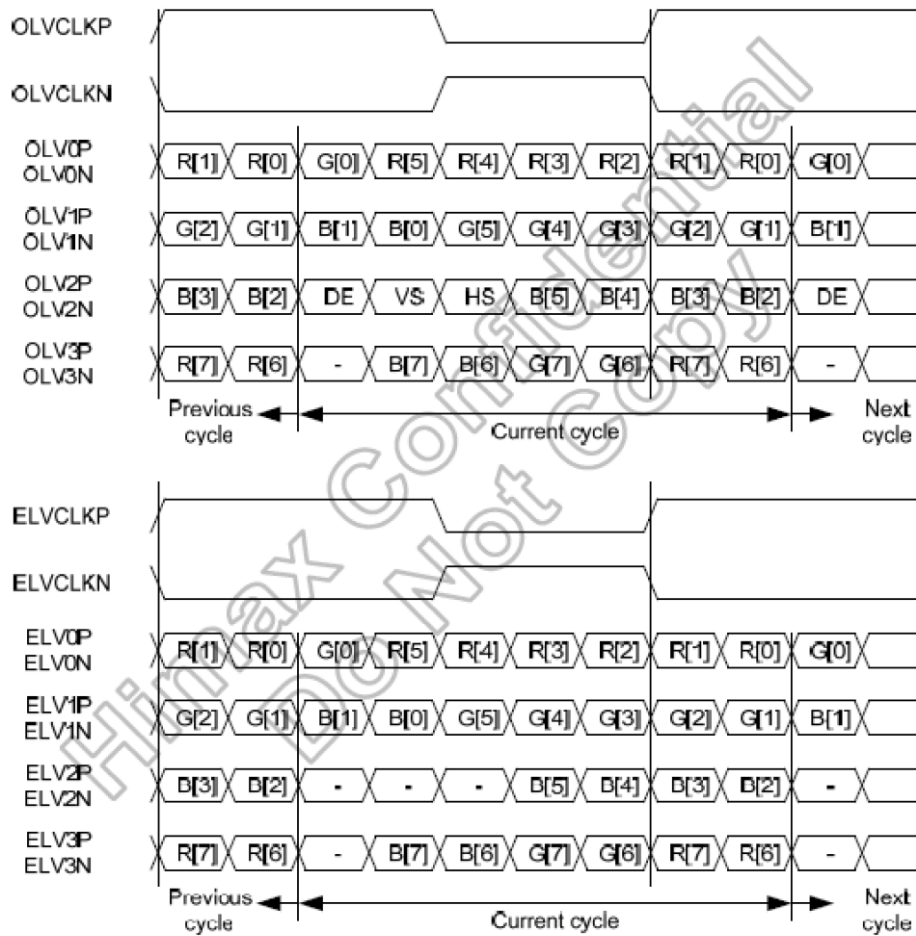 OLVCLKP
OLVCLKN
OLV0P
OLV0N
R[1] R[0] G[0] R[5] R[4] R[3] R[2] R[1] R[0] G[0]
OLV1P
OLV1N
G[2] G[1] B[1] B[0] G[5] G[4] G[3] G[2] G[1] B[1]
OLV2P
OLV2N
B[3] B[2] DE VS HS B[5] B[4] B[3] B[2] DE
OLV3P
OLV3N
R[7] R[6] - B[7] B[6] G[7] G[6] R[7] R[6] -
Previous cycle
Current cycle
Next cycle
ELVCLKP
ELVCLKN
ELV0P
ELV0N
R[1] R[0] G[0] R[5] R[4] R[3] R[2] R[1] R[0] G[0]
ELV1P
ELV1N
G[2] G[1] B[1] B[0] G[5] G[4] G[3] G[2] G[1] B[1]
ELV2P
ELV2N
B[3] B[2] - - - B[5] B[4] B[3] B[2] -
ELV3P
ELV3N
R[7] R[6] - B[7] B[6] G[7] G[6] R[7] R[6] -
Previous cycle
Current cycle
Next cycle
Himax Confidential
Do Not Copy